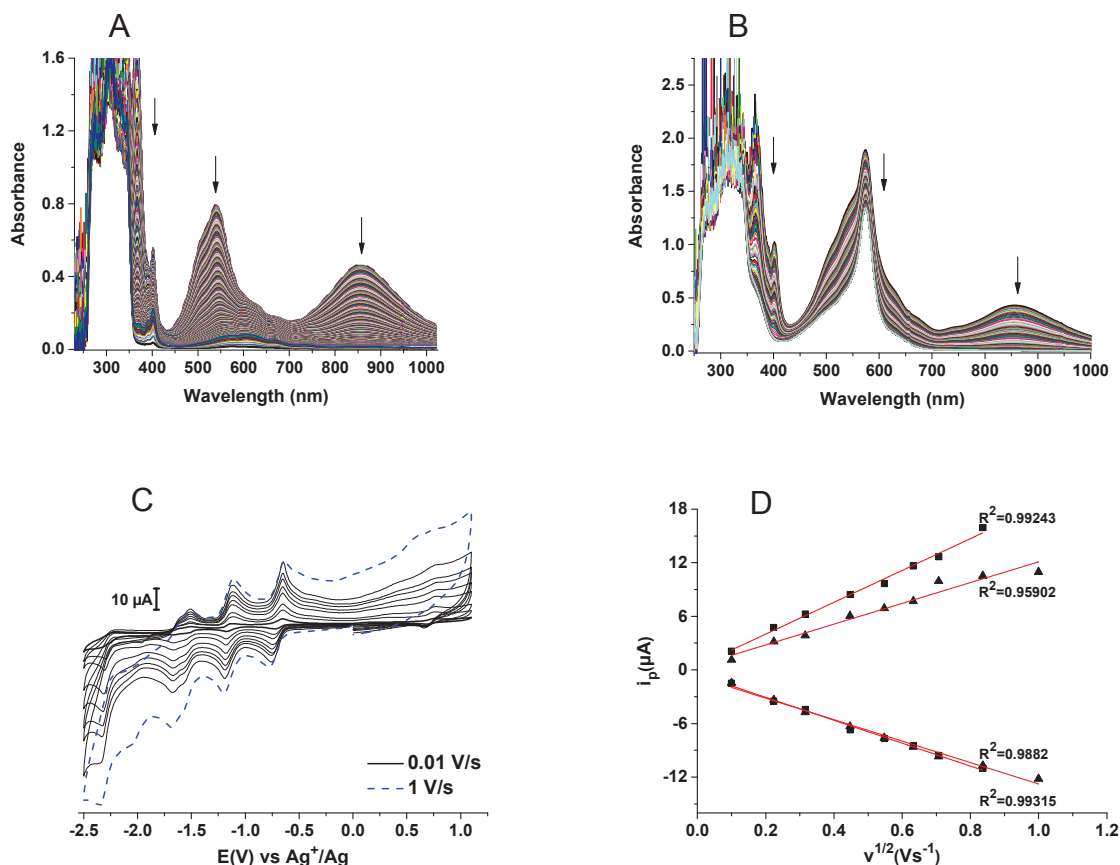 A
1.6
1.2
0.8
0.4
0.0
Absorbance
300 400 500 600 700 800 900 1000
Wavelength (nm)
B
2.5
2.0
1.5
1.0
0.5
0.0
Absorbance
300 400 500 600 700 800 900 1000
Wavelength (nm)
C
10 µA
0.01 V/s
1 V/s
-2.5 -2.0 -1.5 -1.0 -0.5 0.0 0.5 1.0
E(V) vs Ag⁺/Ag
D
18
12
6
0
-6
-12
i_p(µA)
R²=0.99243
R²=0.95902
R²=0.9882
R²=0.99315
0.0 0.2 0.4 0.6 0.8 1.0 1.2
v^1/2(Vs⁻¹)